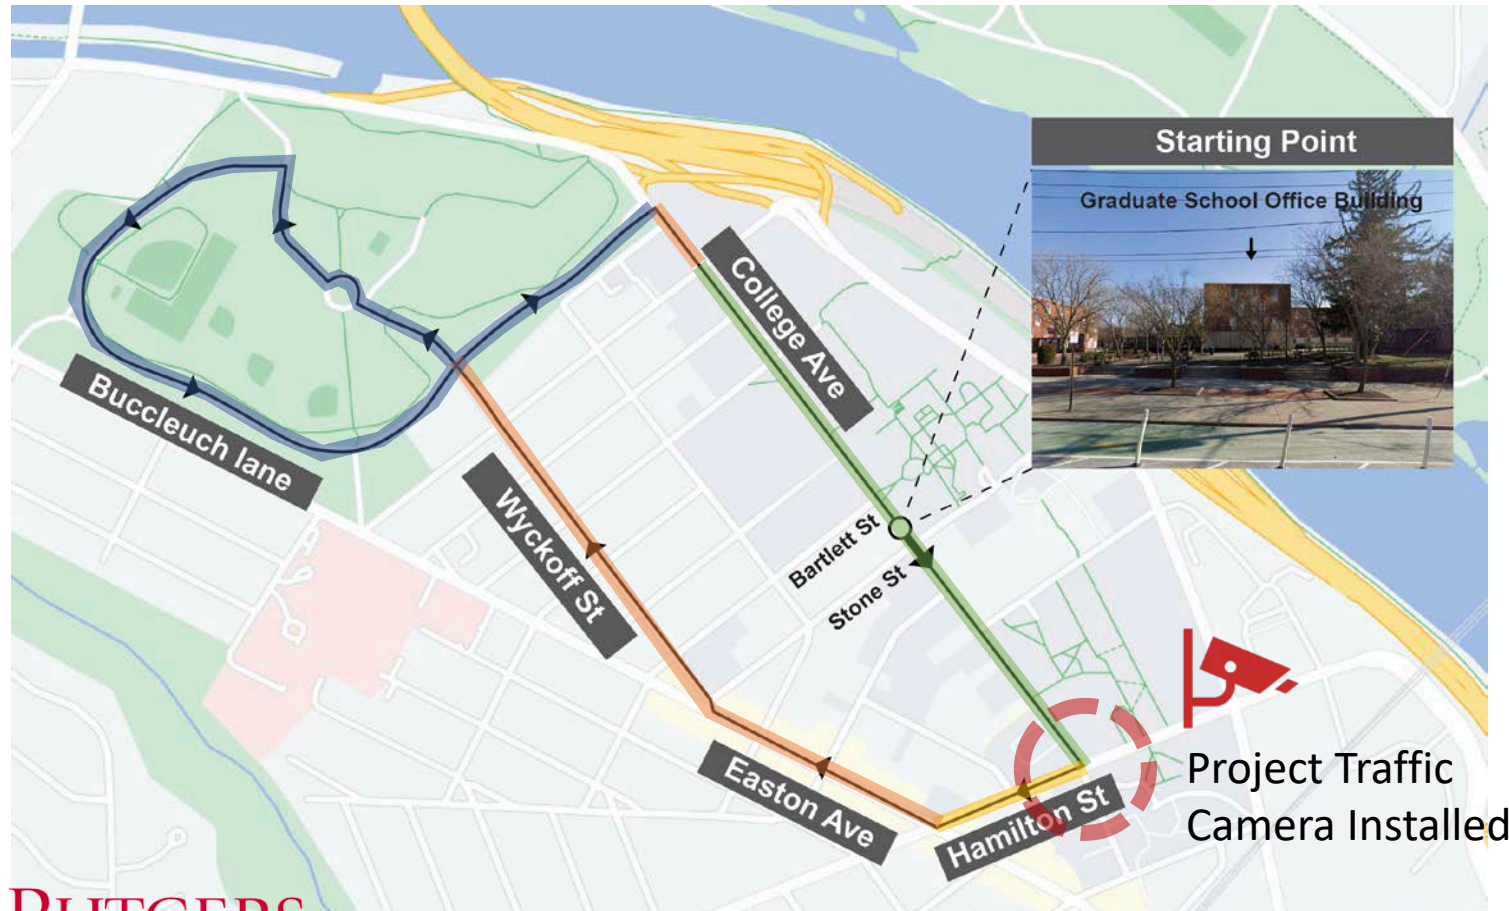 Starting Point
Graduate School Office Building
College Ave
Buccleuch lane
Wyckoff St
Bartlett St
Stone St
Easton Ave
Hamilton St
Project Traffic
Camera Installed
RUTGERS